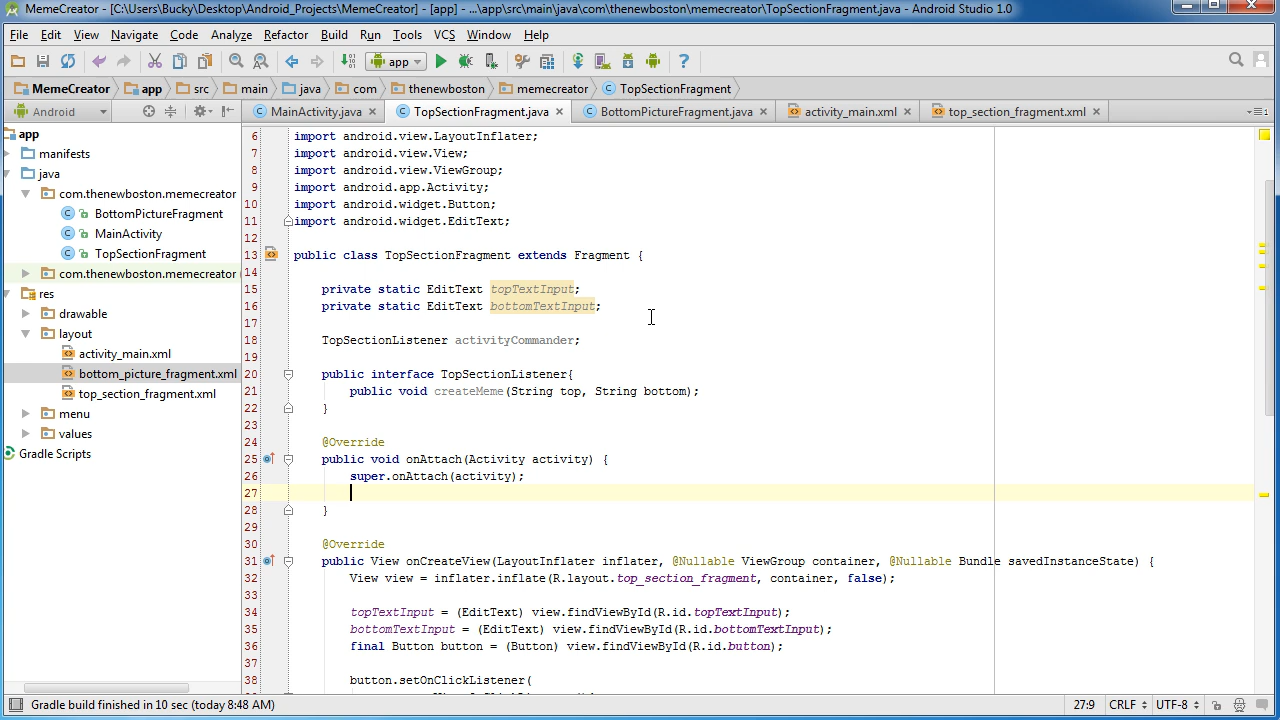 MemeCreator - [C:\Users\Bucky\Desktop\Android_Projects\MemeCreator] - [app] - ...\app\src\main\java\com\thenewboston\memecreator\TopSectionFragment.java - Android Studio 1.0
File Edit View Navigate Code Analyze Refactor Build Run Tools VCS Window Help
app
MemeCreator app src main java com thenewboston memecreator TopSectionFragment
Android MainActivity.java TopSectionFragment.java BottomPictureFragment.java activity_main.xml top_section_fragment.xml
app
manifests
java
com.thenewboston.memecreator
BottomPictureFragment
MainActivity
TopSectionFragment
com.thenewboston.memecreator
res
drawable
layout
activity_main.xml
bottom_picture_fragment.xml
top_section_fragment.xml
menu
values
Gradle Scripts
6 import android.view.LayoutInflater;
7 import android.view.View;
8 import android.view.ViewGroup;
9 import android.app.Activity;
10 import android.widget.Button;
11 import android.widget.EditText;
12
13 public class TopSectionFragment extends Fragment {
14
15 private static EditText topTextInput;
16 private static EditText bottomTextInput;
17
18 TopSectionListener activityCommander;
19
20 public interface TopSectionListener{
21 public void createMeme(String top, String bottom);
22 }
23
24 @Override
25 public void onAttach(Activity activity) {
26 super.onAttach(activity);
27
28 }
29
30 @Override
31 public View onCreateView(LayoutInflater inflater, @Nullable ViewGroup container, @Nullable Bundle savedInstanceState) {
32 View view = inflater.inflate(R.layout.top_section_fragment, container, false);
33
34 topTextInput = (EditText) view.findViewById(R.id.topTextInput);
35 bottomTextInput = (EditText) view.findViewById(R.id.bottomTextInput);
36 final Button button = (Button) view.findViewById(R.id.button);
37
38 button.setOnClickListener(
Gradle build finished in 10 sec (today 8:48 AM) 27:9 CRLF UTF-8